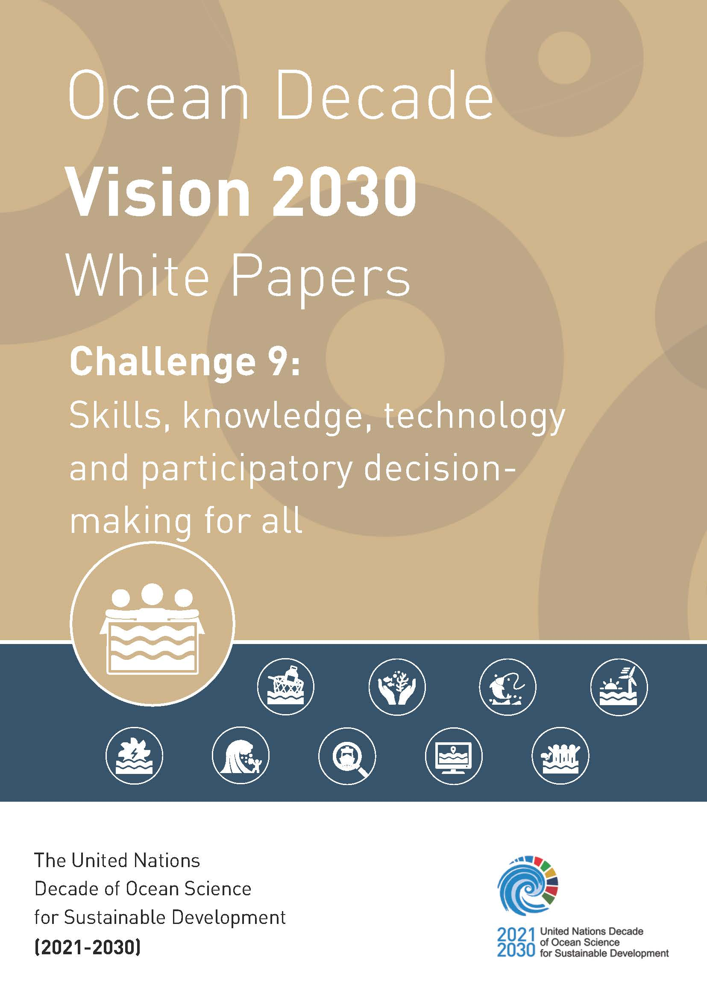 Ocean Decade
Vision 2030
White Papers
Challenge 9:
Skills, knowledge, technology
and participatory decision-
making for all
The United Nations
Decade of Ocean Science
for Sustainable Development
(2021-2030)
2021 United Nations Decade
of Ocean Science
2030 for Sustainable Development